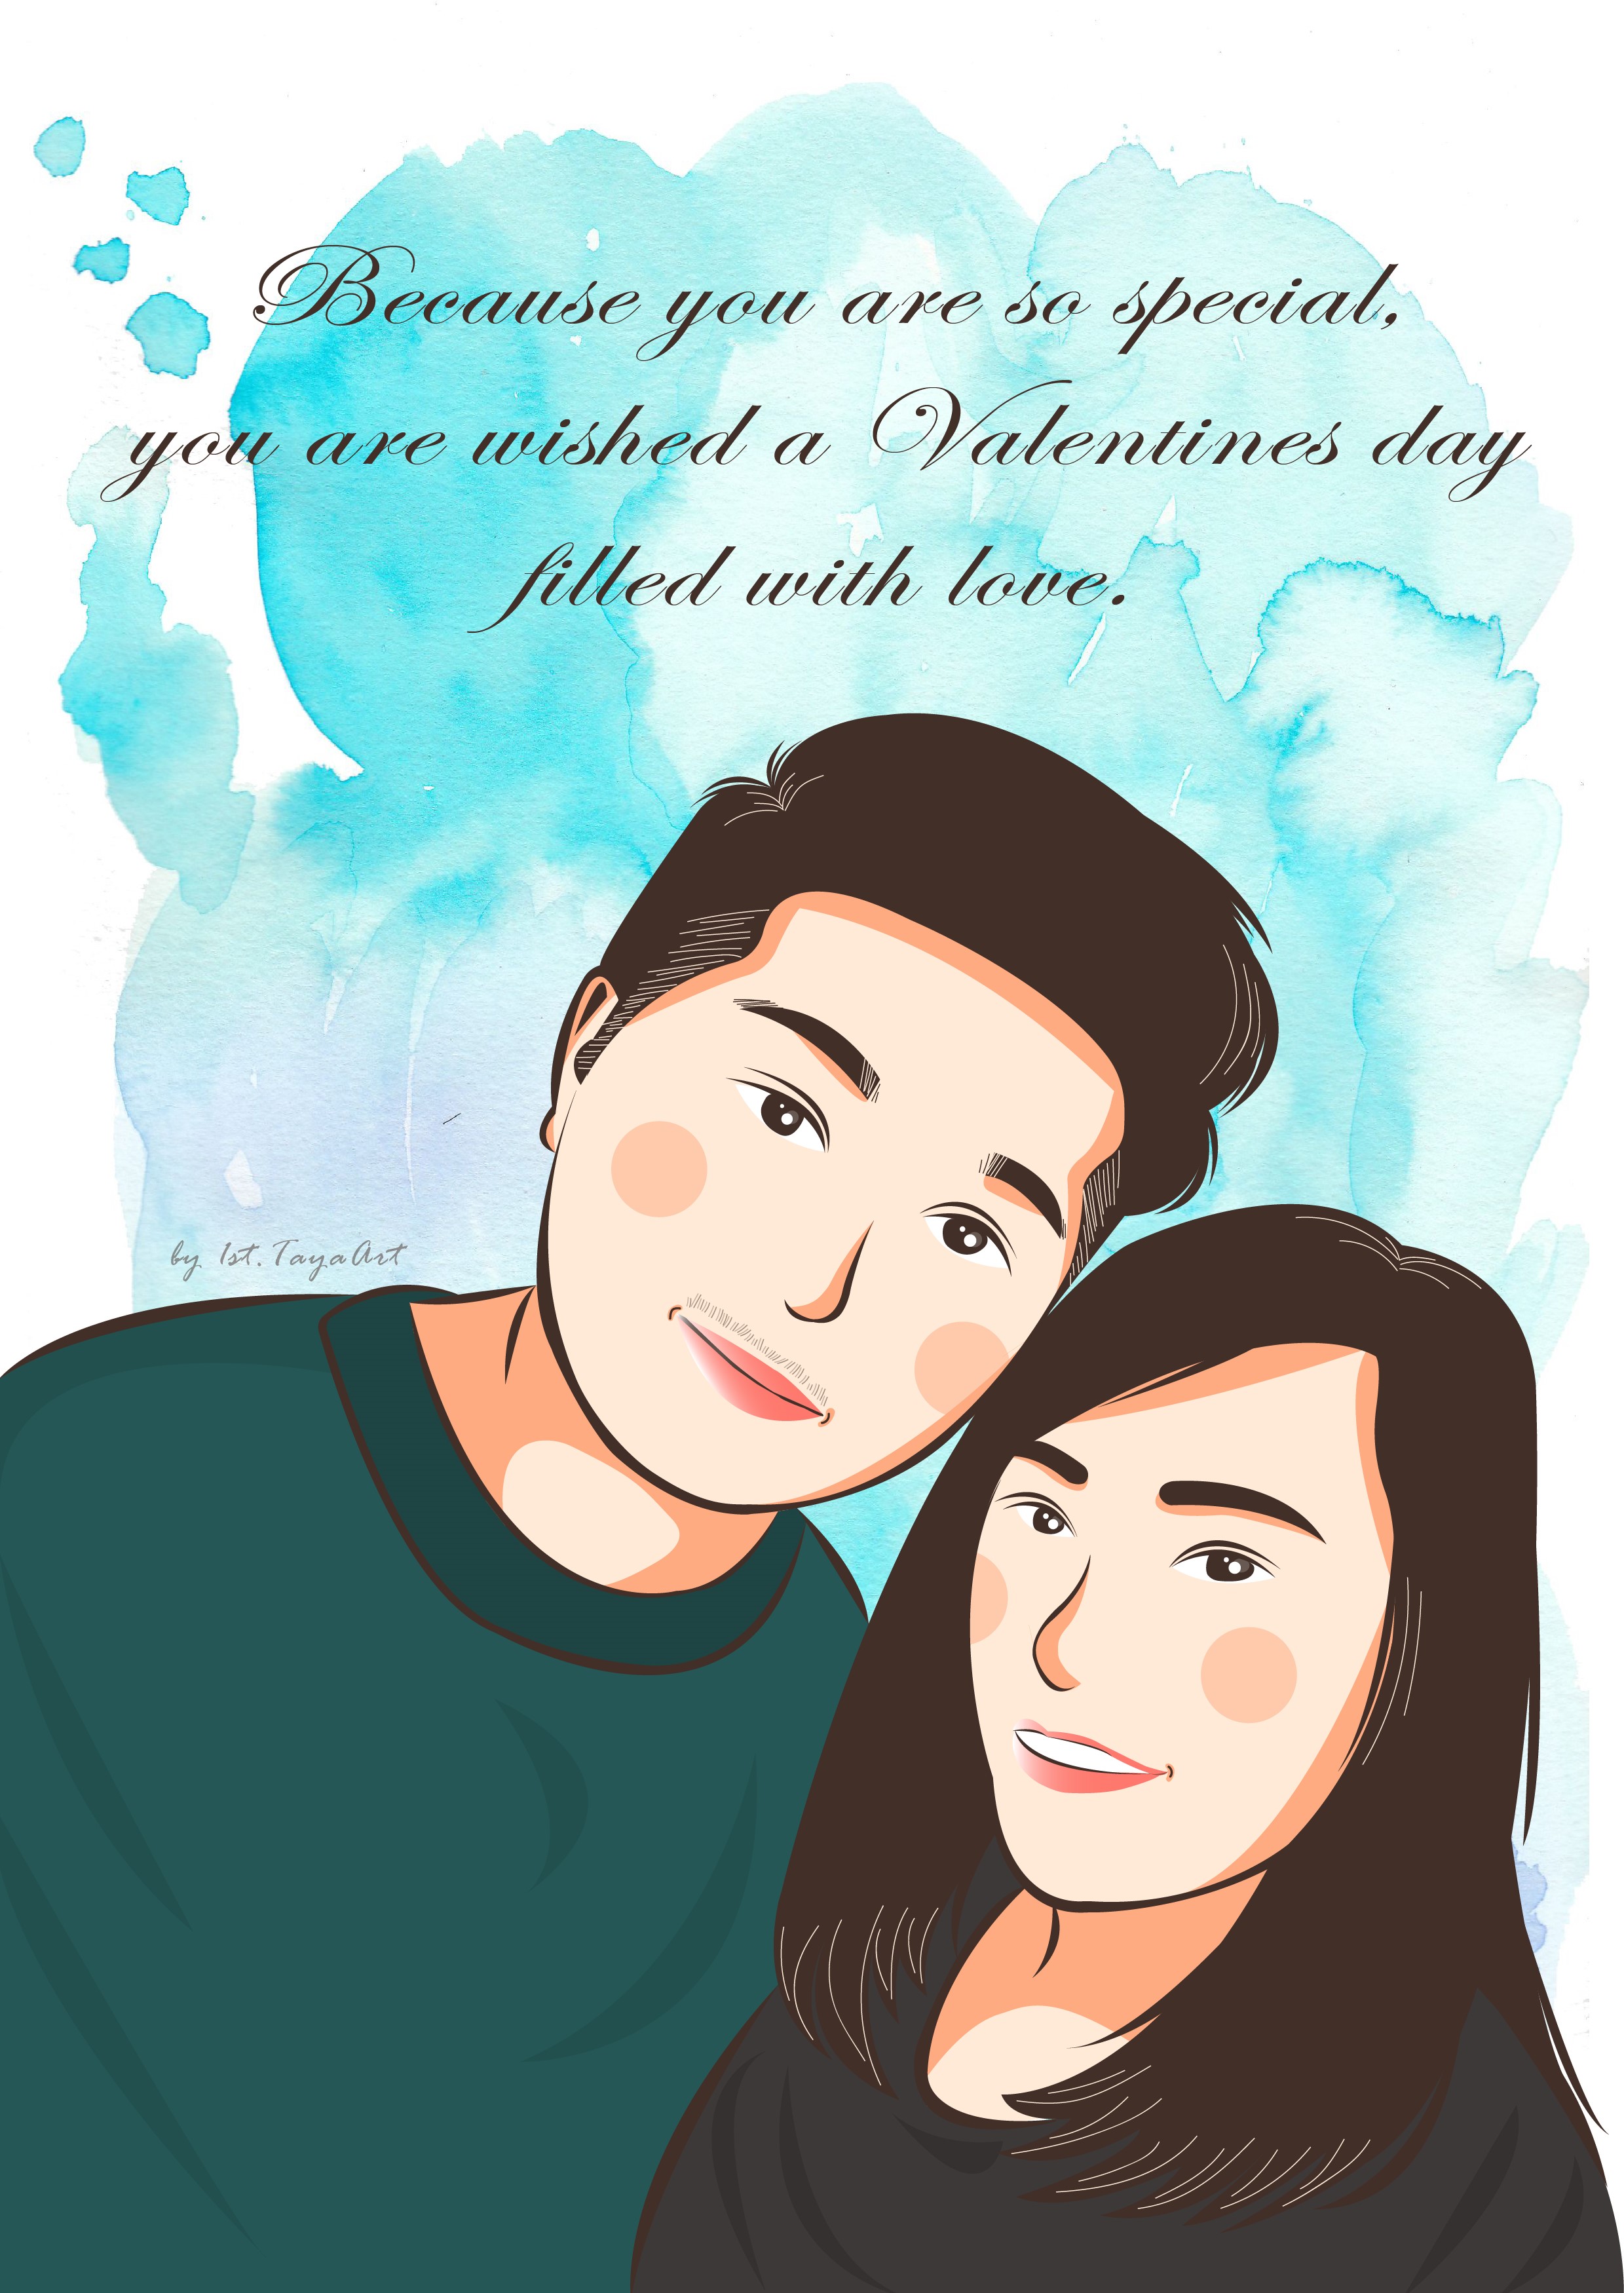 Because you are so special,
you are wished a Valentines day
filled with love.
by 1st.TayaArt